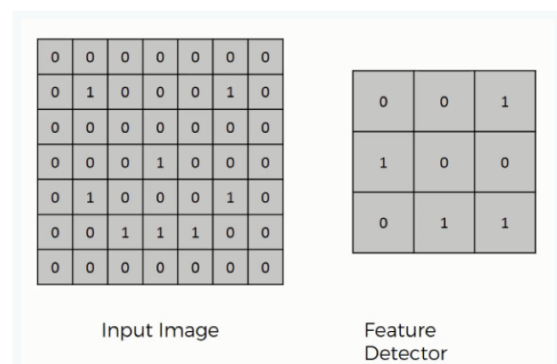 0 0 0 0 0 0 0
0 1 0 0 0 1 0
0 0 0 0 0 0 0
0 0 0 1 0 0 0
0 1 0 0 0 1 0
0 0 1 1 1 0 0
0 0 0 0 0 0 0
Input Image
0 0 1
1 0 0
0 1 1
Feature
Detector